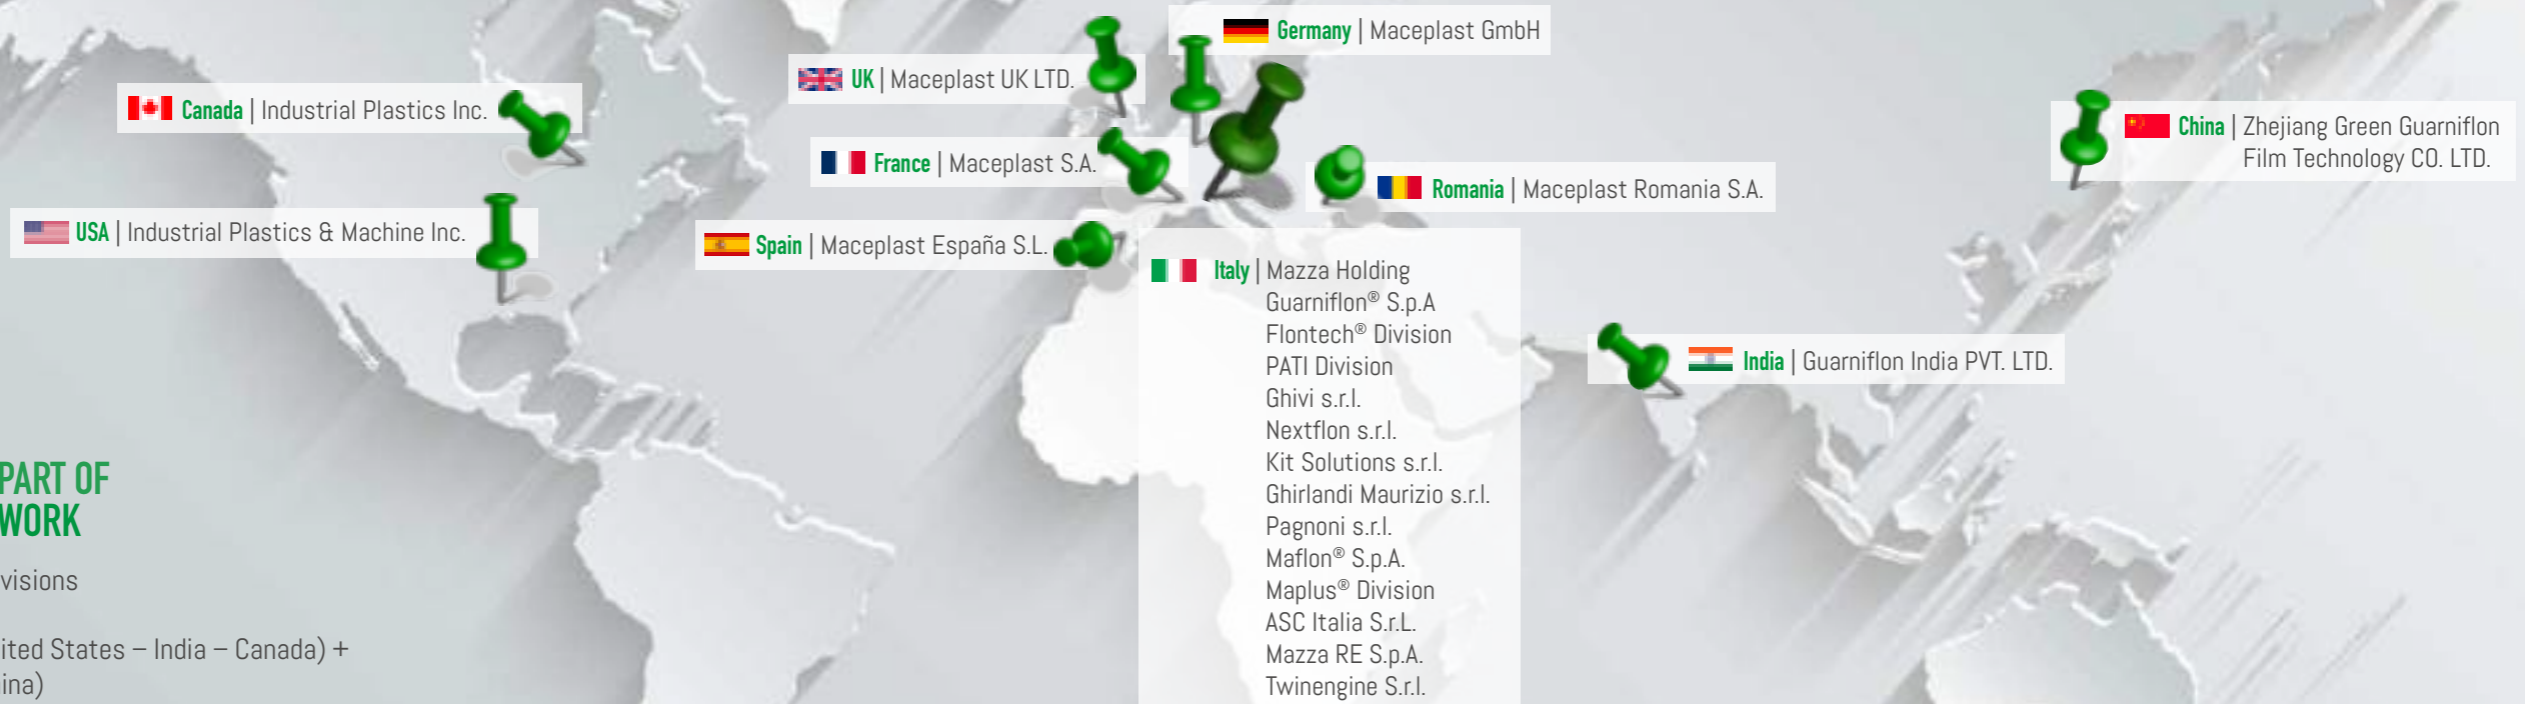 Germany | Maceplast GmbH
UK | Maceplast UK LTD.
Canada | Industrial Plastics Inc.
China | Zhejiang Green Guarniflon
Film Technology CO. LTD.
France | Maceplast S.A.
Romania | Maceplast Romania S.A.
USA | Industrial Plastics & Machine Inc.
Spain | Maceplast España S.L.
Italy | Mazza Holding
Guarniflon® S.p.A
Flontech® Division
PATI Division
Ghivi s.r.l.
Nextflon s.r.l.
Kit Solutions s.r.l.
Ghirlandi Maurizio s.r.l.
Pagnoni s.r.l.
Maflon® S.p.A.
Maplus® Division
ASC Italia S.r.L.
Mazza RE S.p.A.
Twinengine S.r.l.
India | Guarniflon India PVT. LTD.
PART OF
WORK
visions
ited States – India – Canada) +
ina)